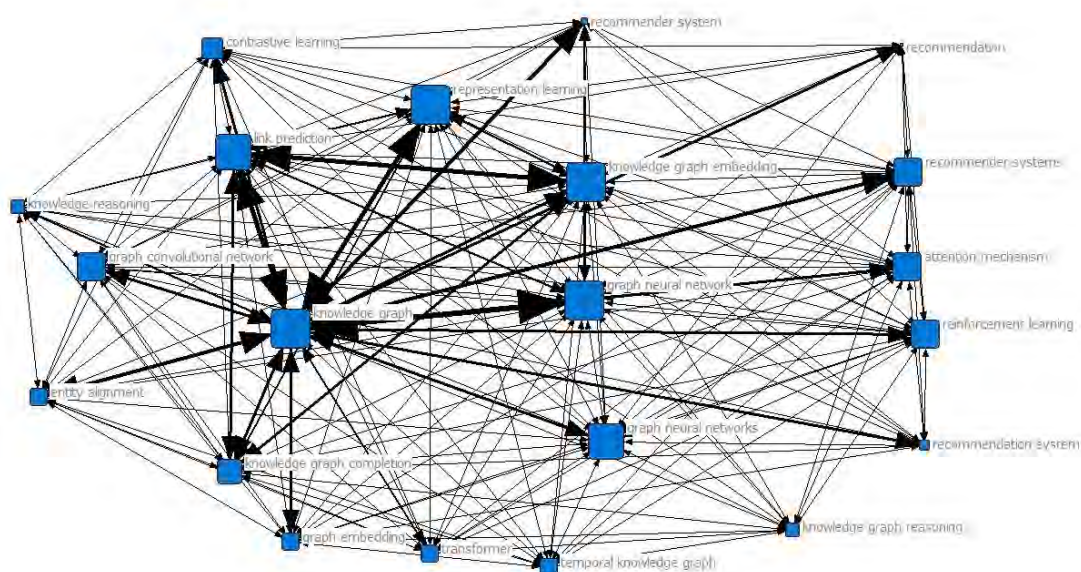 recommender system
contrastive learning
recommendation
representation learning
link prediction
knowledge graph embedding
recommender systems
knowledge reasoning
graph convolutional network
attention mechanism
graph neural network
knowledge graph
reinforcement learning
entity alignment
graph neural networks
recommendation system
knowledge graph completion
knowledge graph reasoning
graph embedding
transformer
temporal knowledge graph